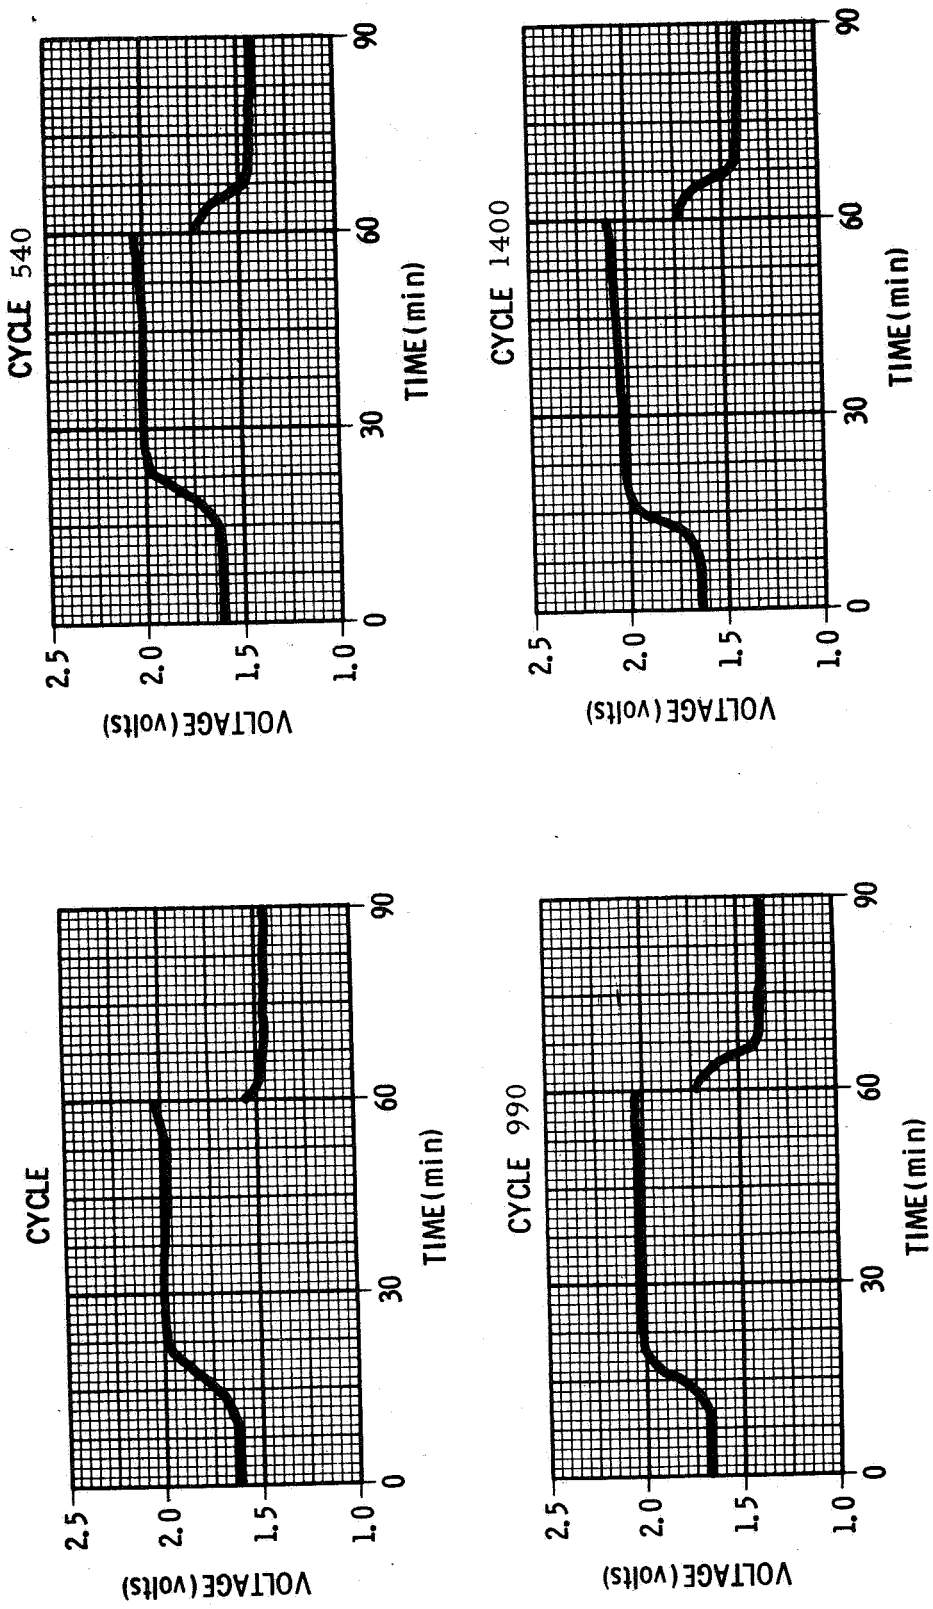 CYCLE
VOLTAGE (volts)
2.5
2.0
1.5
1.0
0
30
60
90
TIME (min)
CYCLE 540
VOLTAGE (volts)
2.5
2.0
1.5
1.0
0
30
60
90
TIME (min)
CYCLE 990
VOLTAGE (volts)
2.5
2.0
1.5
1.0
0
30
60
90
TIME (min)
CYCLE 1400
VOLTAGE (volts)
2.5
2.0
1.5
1.0
0
30
60
90
TIME (min)